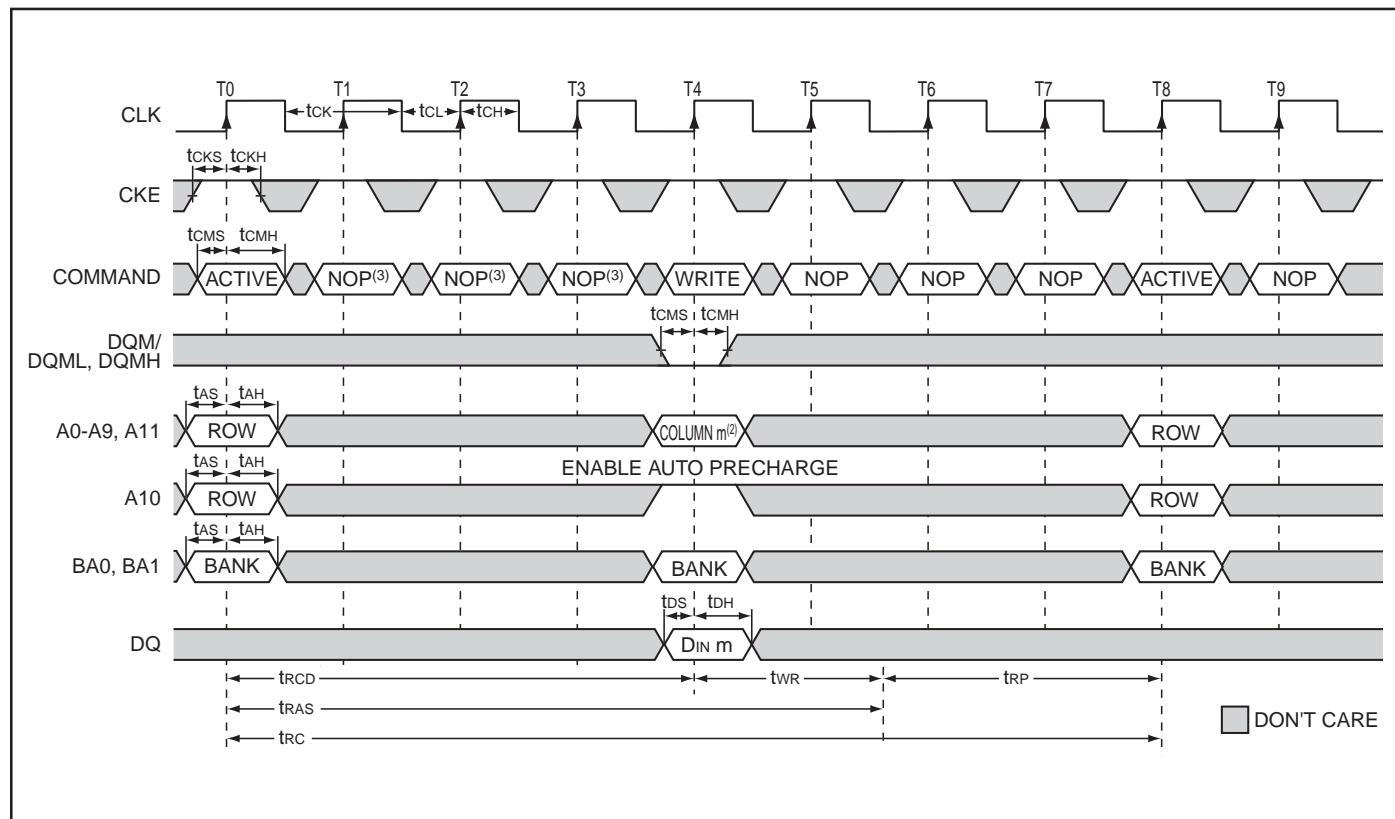 T0 T1 T2 T3 T4 T5 T6 T7 T8 T9
CLK tCK tCL tCH
tCKS tCKH
CKE
tCMS tCMH
COMMAND ACTIVE NOP(3) NOP(3) NOP(3) WRITE NOP NOP NOP ACTIVE NOP
tCMS tCMH
DQM/
DQML, DQMH
tAS tAH
A0-A9, A11 ROW COLUMN m(2) ROW
tAS tAH ENABLE AUTO PRECHARGE
A10 ROW ROW
tAS tAH
BA0, BA1 BANK BANK BANK
tDS tDH
DQ DIN m
tRCD tWR tRP
tRAS
DON'T CARE
tRC